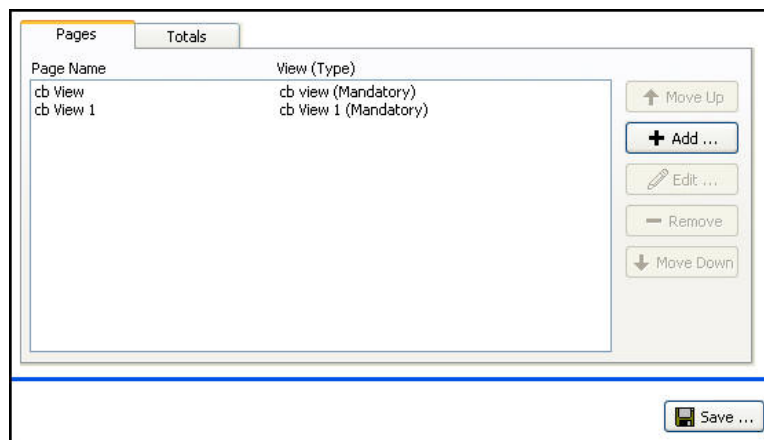 Pages Totals
Page Name View (Type)
cb View cb view (Mandatory)
cb View 1 cb View 1 (Mandatory)
Move Up
Add ...
Edit ...
Remove
Move Down
Save ...